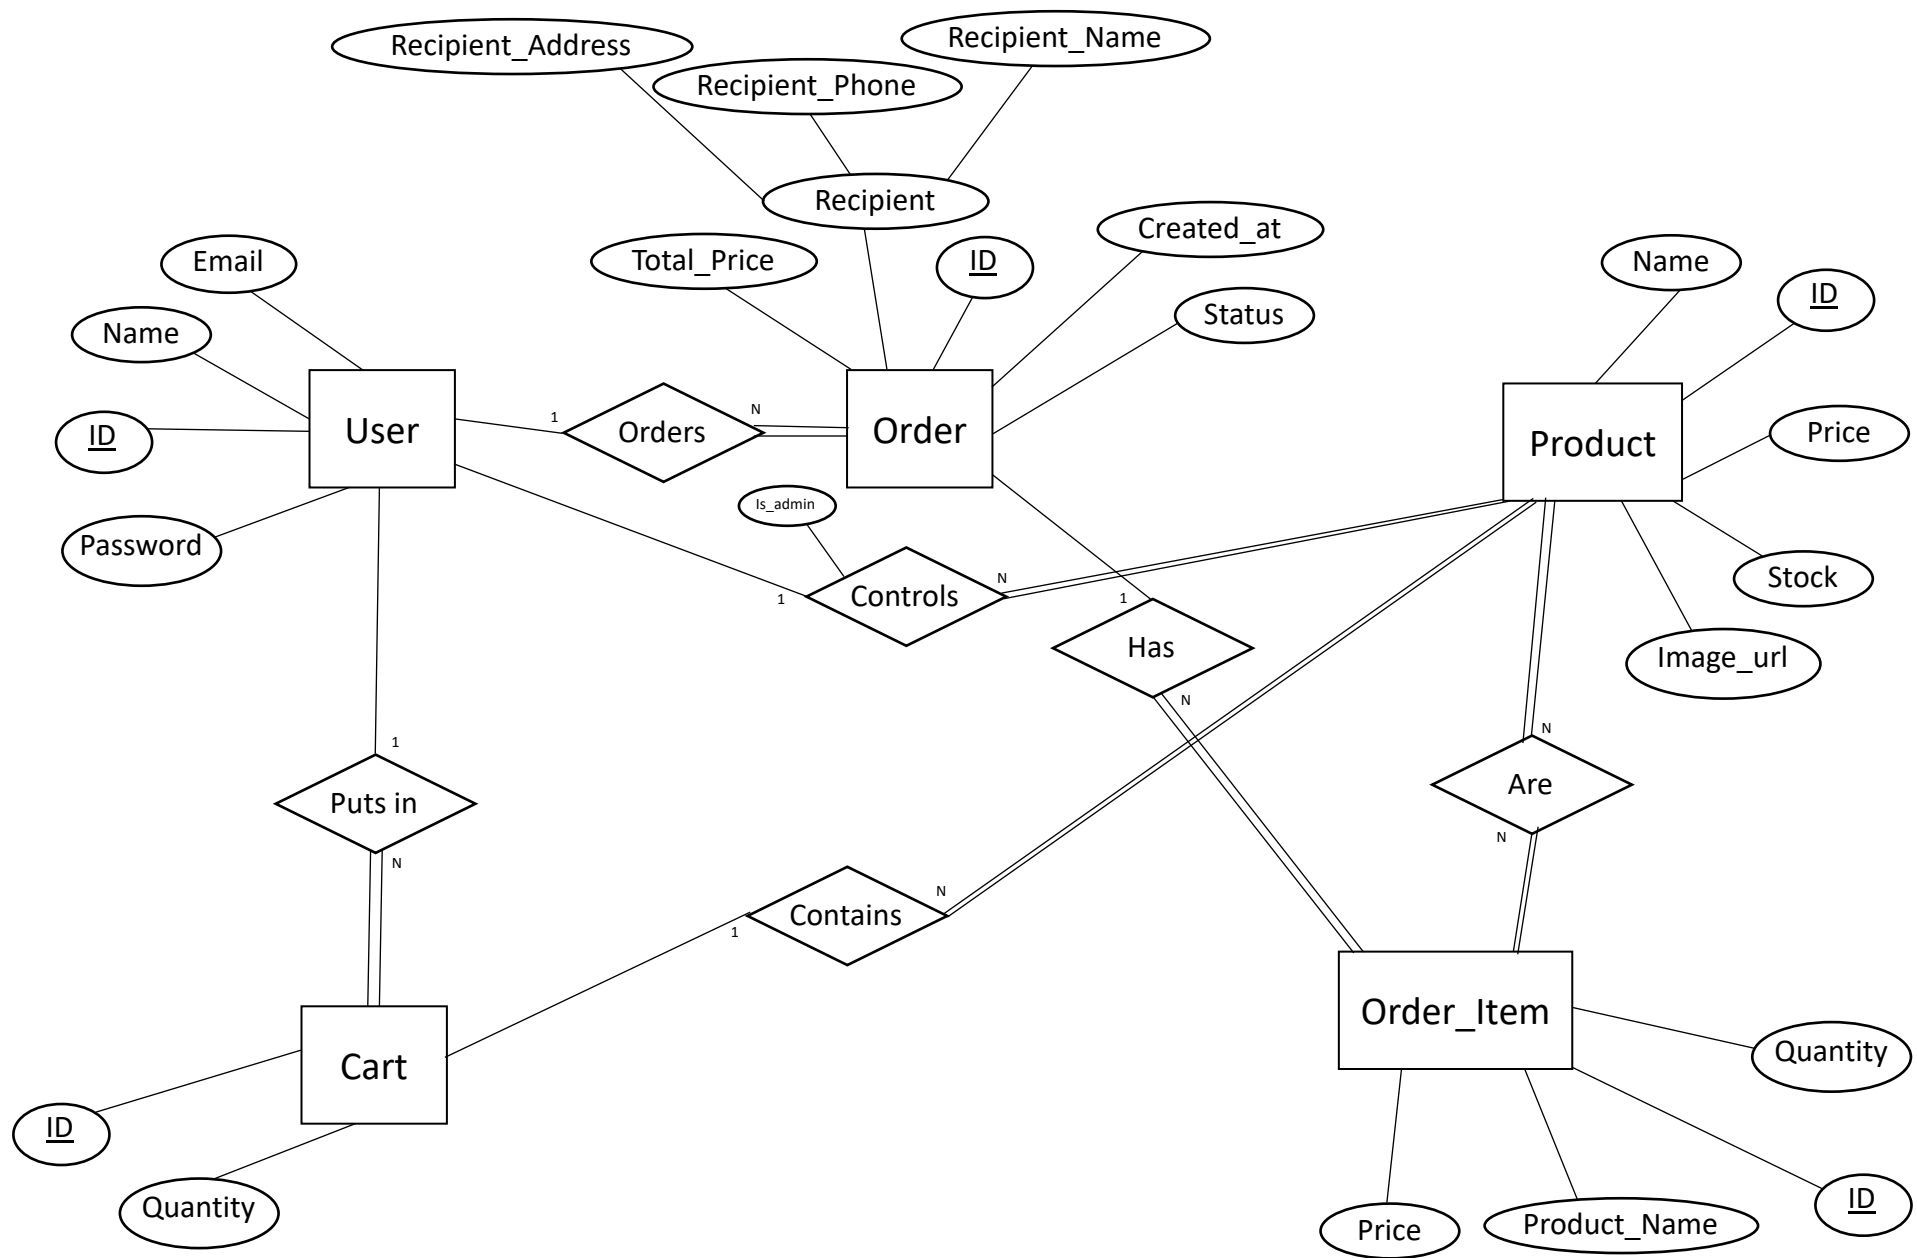 Recipient_Address
Recipient_Phone
Recipient_Name
Recipient
Total_Price
ID
Created_at
Status
Email
Name
ID
Password
User
1
Orders
N
Order
Name
ID
Price
Stock
Image_url
Product
Is_admin
1
Controls
N
1
Has
N
1
Puts in
N
N
Are
N
1
Contains
N
Cart
ID
Quantity
Order_Item
Quantity
ID
Product_Name
Price